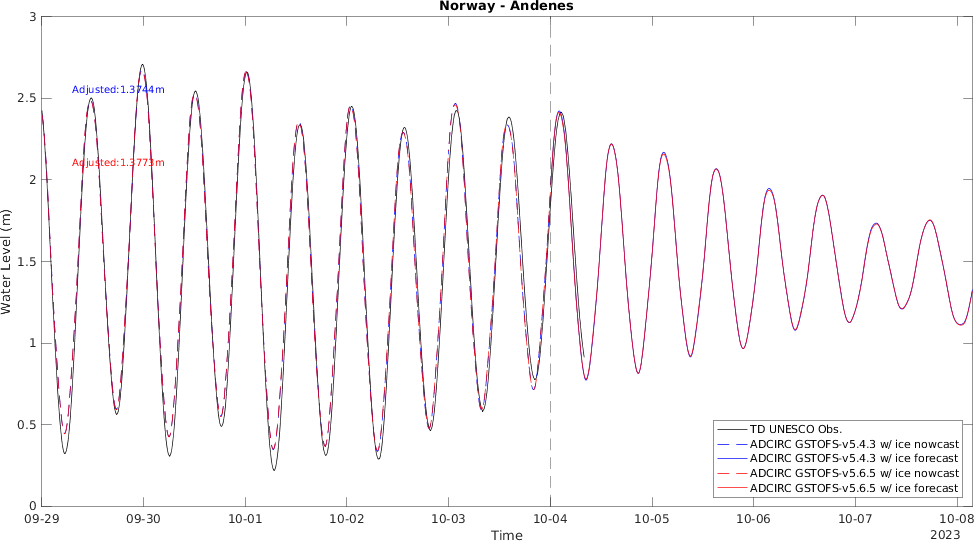 Norway - Andenes
3
2.5
2
1.5
1
0.5
0
Water Level (m)
Adjusted:1.3744m
Adjusted:1.3773m
TD UNESCO Obs.
ADCIRC GSTOFS-v5.4.3 w/ ice nowcast
ADCIRC GSTOFS-v5.4.3 w/ ice forecast
ADCIRC GSTOFS-v5.6.5 w/ ice nowcast
ADCIRC GSTOFS-v5.6.5 w/ ice forecast
09-29 09-30 10-01 10-02 10-03 10-04 10-05 10-06 10-07 10-08
Time 2023